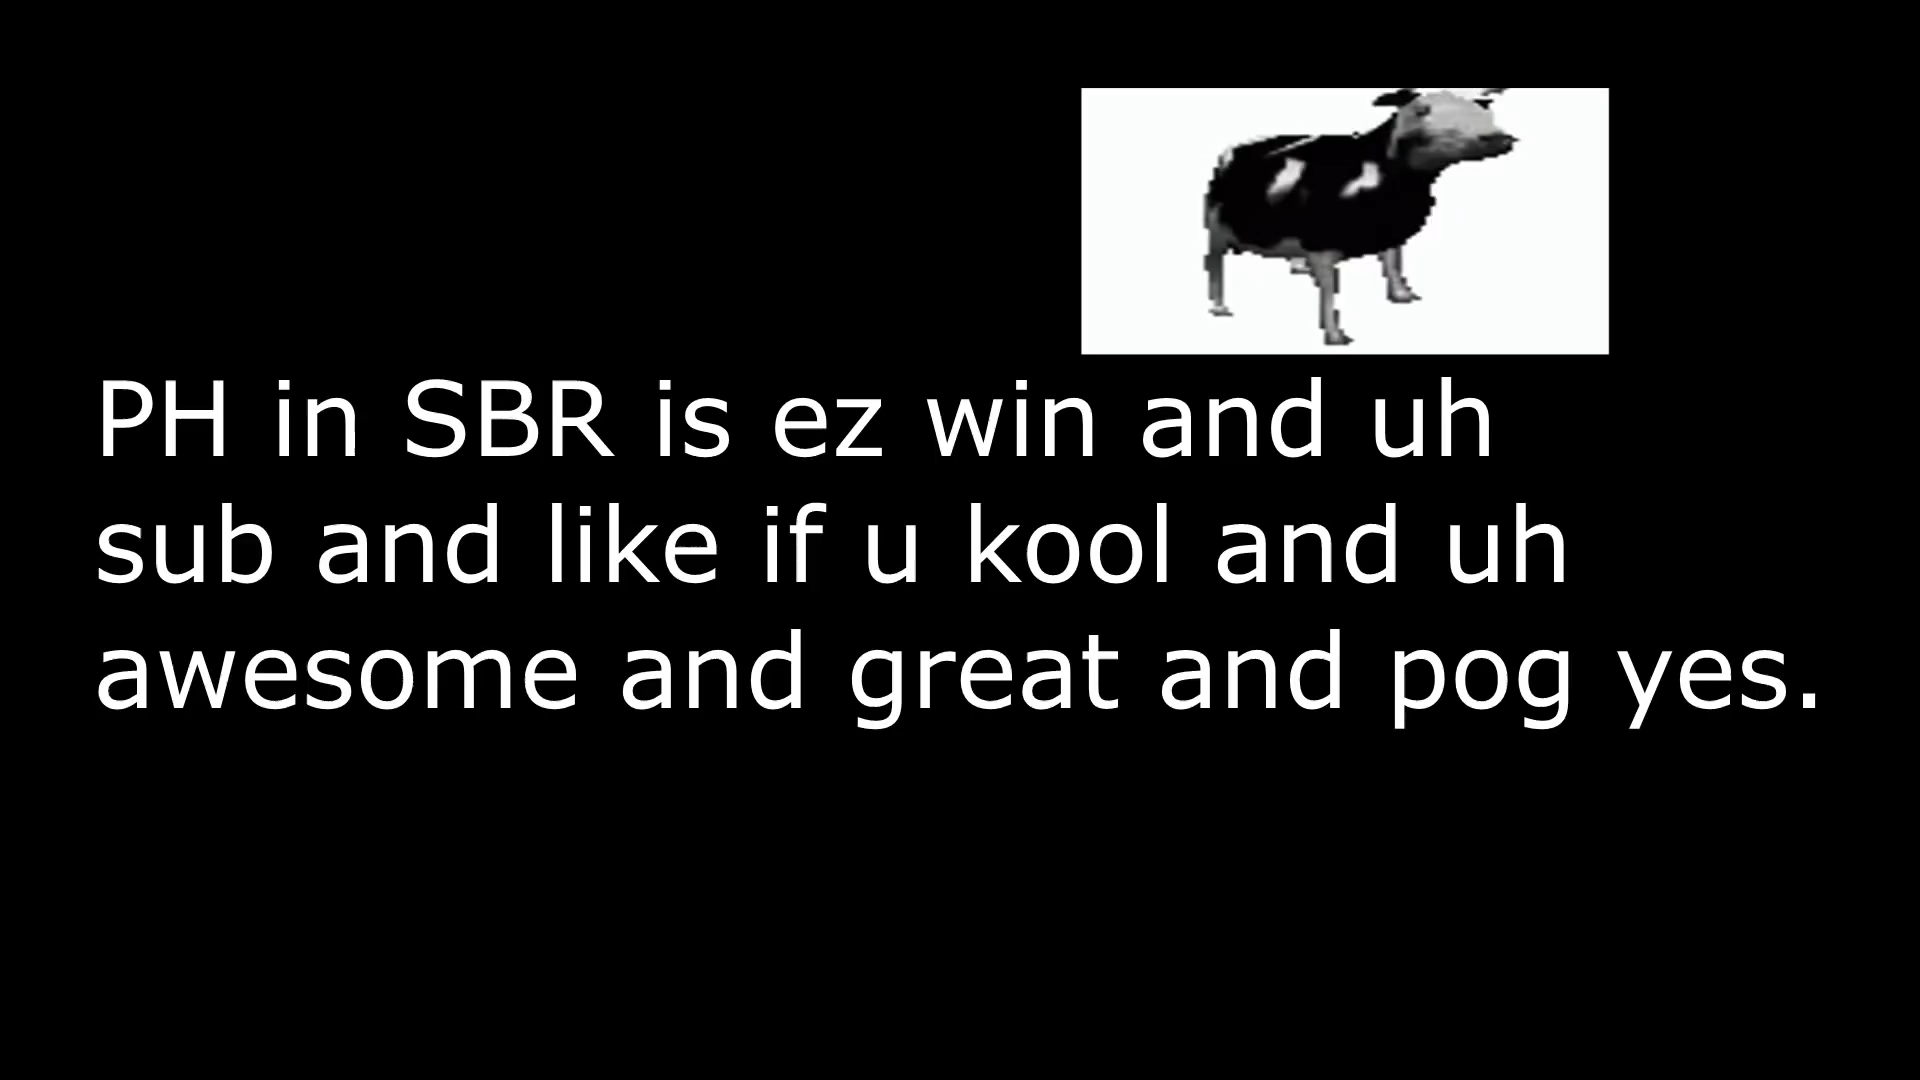 PH in SBR is ez win and uh
sub and like if u kool and uh
awesome and great and pog yes.